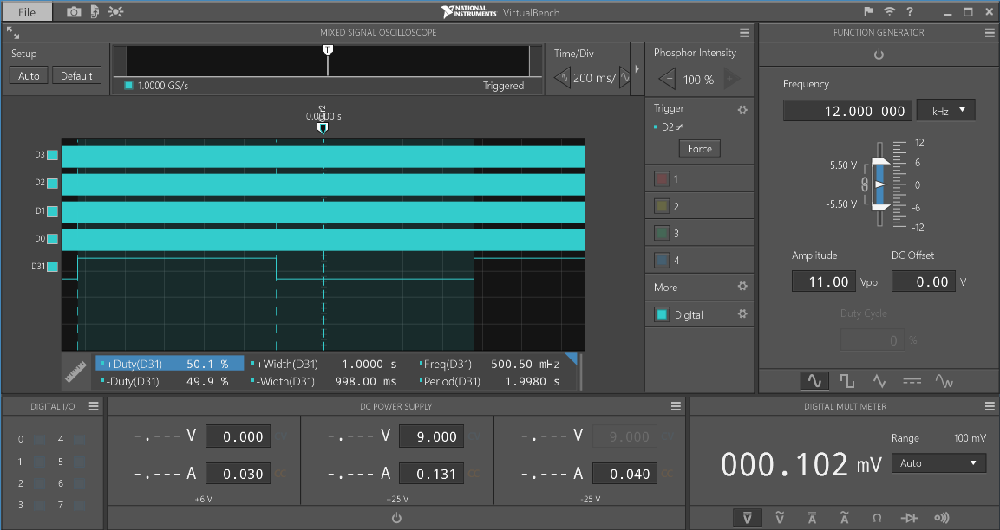 File
NATIONAL INSTRUMENTS VirtualBench
?
MIXED SIGNAL OSCILLOSCOPE
Setup
Auto
Default
T
1.0000 GS/s
Triggered
Time/Div
200 ms/
Phosphor Intensity
100 %
0.0000 s
Trigger
D2
Force
1
2
3
4
More
Digital
D3
D2
D1
D0
D31
+Duty(D31) 50.1 % +Width(D31) 1.0000 s Freq(D31) 500.50 mHz
-Duty(D31) 49.9 % -Width(D31) 998.00 ms Period(D31) 1.9980 s
FUNCTION GENERATOR
Frequency
12.000 000 kHz
12
5.50 V 6
0
-5.50 V -6
-12
Amplitude DC Offset
11.00 Vpp 0.00 V
Duty Cycle
0 %
DIGITAL I/O
0 4
1 5
2 6
3 7
DC POWER SUPPLY
-.--- V 0.000 CV -.--- V 9.000 CV -.--- V - 9.000 CV
-.--- A 0.030 CC -.--- A 0.131 CC -.--- A 0.040 CC
+6 V +25 V -25 V
DIGITAL MULTIMETER
Range 100 mV
000.102 mV Auto
V V A A Ω